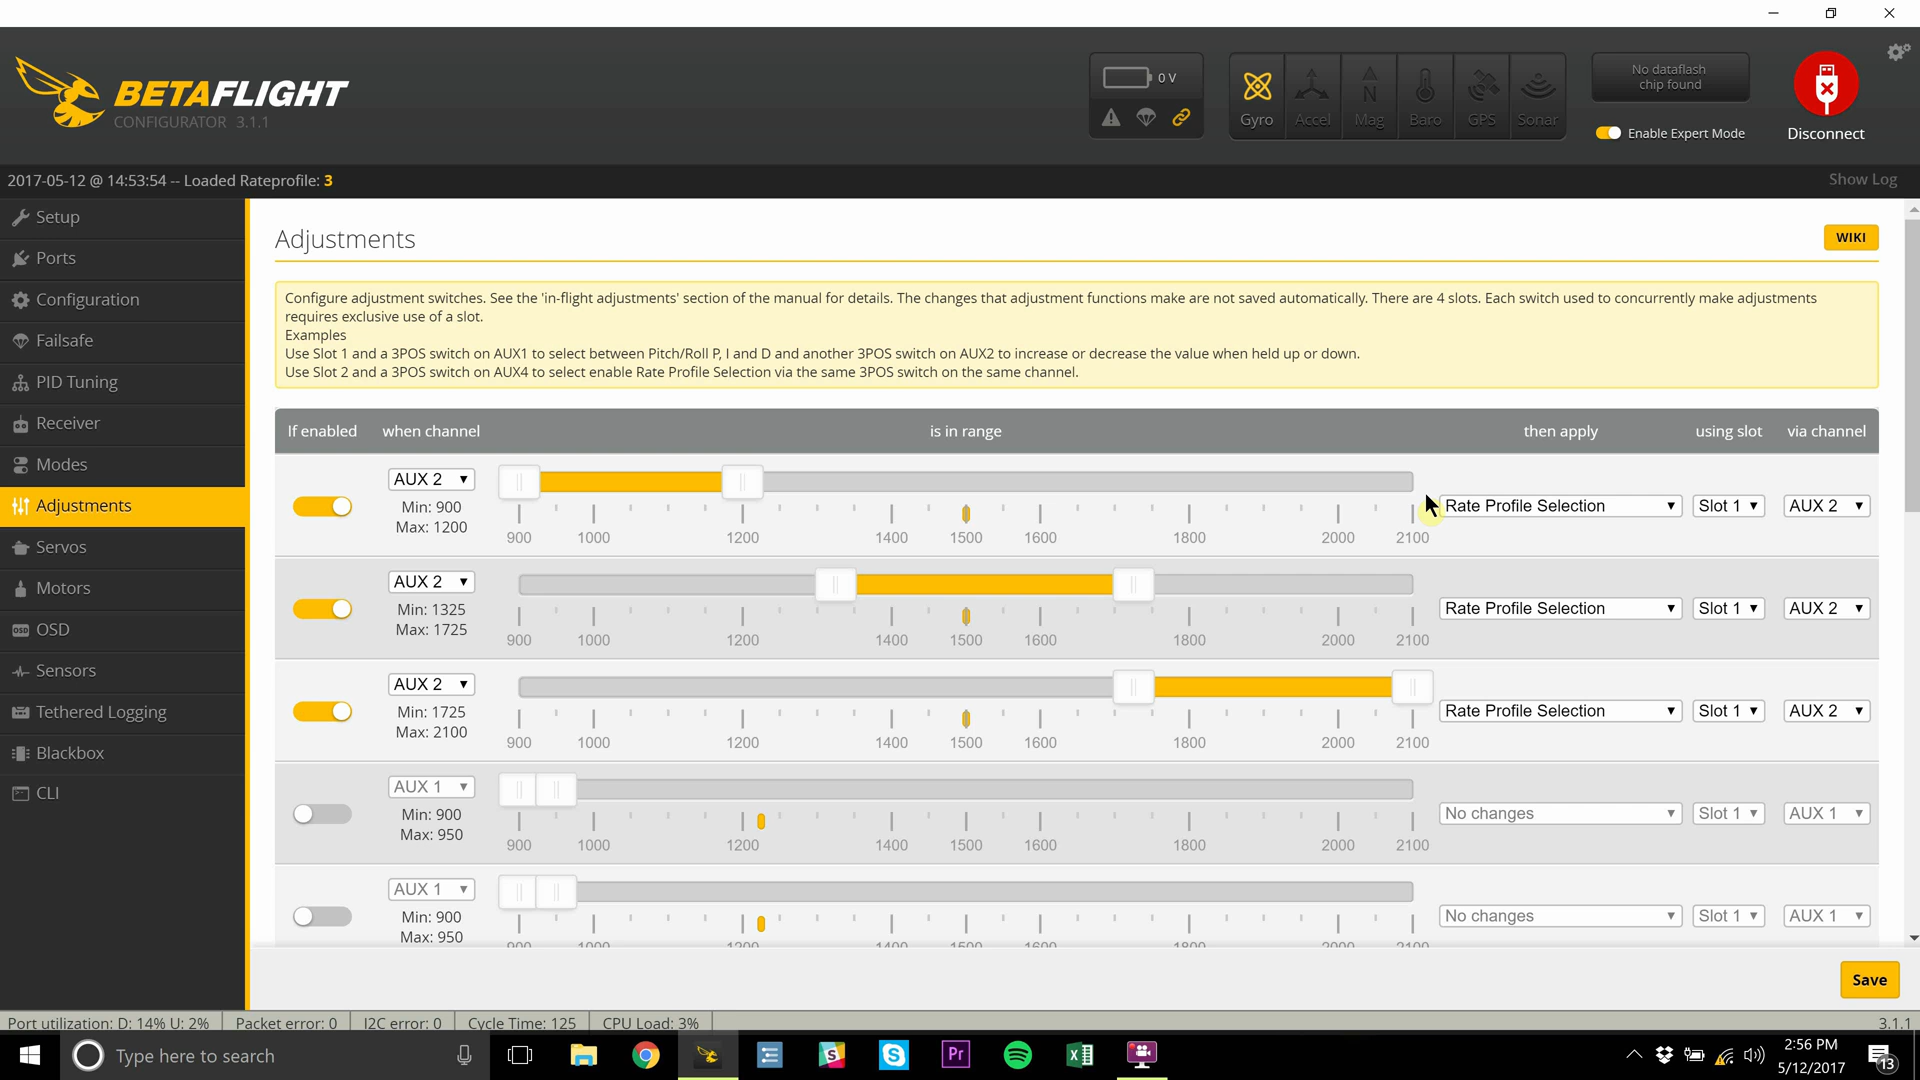 BETAFLIGHT
CONFIGURATOR 3.1.1
0 V
Gyro Accel Mag Baro GPS Sonar
No dataflash
chip found
Enable Expert Mode
Disconnect
2017-05-12 @ 14:53:54 -- Loaded Rateprofile: 3
Show Log
Setup
Ports
Configuration
Failsafe
PID Tuning
Receiver
Modes
Adjustments
Servos
Motors
OSD
Sensors
Tethered Logging
Blackbox
CLI
Adjustments
WIKI
Configure adjustment switches. See the 'in-flight adjustments' section of the manual for details. The changes that adjustment functions make are not saved automatically. There are 4 slots. Each switch used to concurrently make adjustments
requires exclusive use of a slot.
Examples
Use Slot 1 and a 3POS switch on AUX1 to select between Pitch/Roll P, I and D and another 3POS switch on AUX2 to increase or decrease the value when held up or down.
Use Slot 2 and a 3POS switch on AUX4 to select enable Rate Profile Selection via the same 3POS switch on the same channel.
If enabled when channel is in range then apply using slot via channel
AUX 2
Min: 900
Max: 1200
900 1000 1200 1400 1500 1600 1800 2000 2100
Rate Profile Selection Slot 1 AUX 2
AUX 2
Min: 1325
Max: 1725
900 1000 1200 1400 1500 1600 1800 2000 2100
Rate Profile Selection Slot 1 AUX 2
AUX 2
Min: 1725
Max: 2100
900 1000 1200 1400 1500 1600 1800 2000 2100
Rate Profile Selection Slot 1 AUX 2
AUX 1
Min: 900
Max: 950
900 1000 1200 1400 1500 1600 1800 2000 2100
No changes Slot 1 AUX 1
AUX 1
Min: 900
Max: 950
900 1000 1200 1400 1500 1600 1800 2000 2100
No changes Slot 1 AUX 1
Save
Port utilization: D: 14% U: 2% Packet error: 0 I2C error: 0 Cycle Time: 125 CPU Load: 3% 3.1.1
Type here to search
2:56 PM
5/12/2017
13